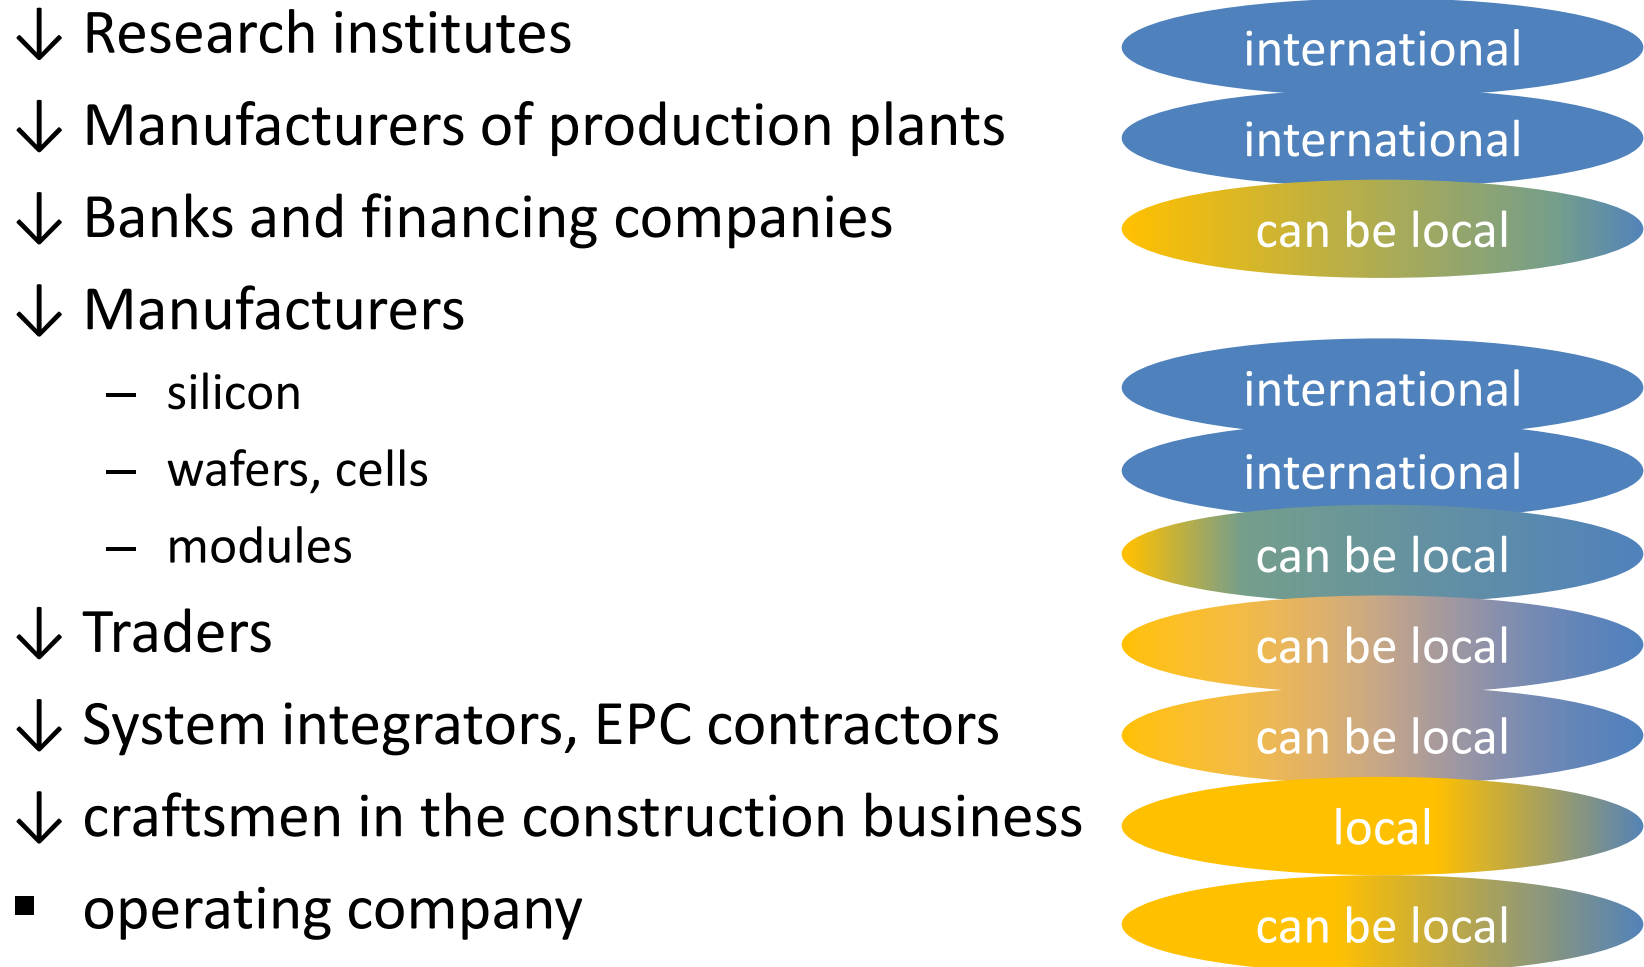 ↓ Research institutes international
↓ Manufacturers of production plants international
↓ Banks and financing companies can be local
↓ Manufacturers
– silicon international
– wafers, cells international
– modules can be local
↓ Traders can be local
↓ System integrators, EPC contractors can be local
↓ craftsmen in the construction business local
▪ operating company can be local